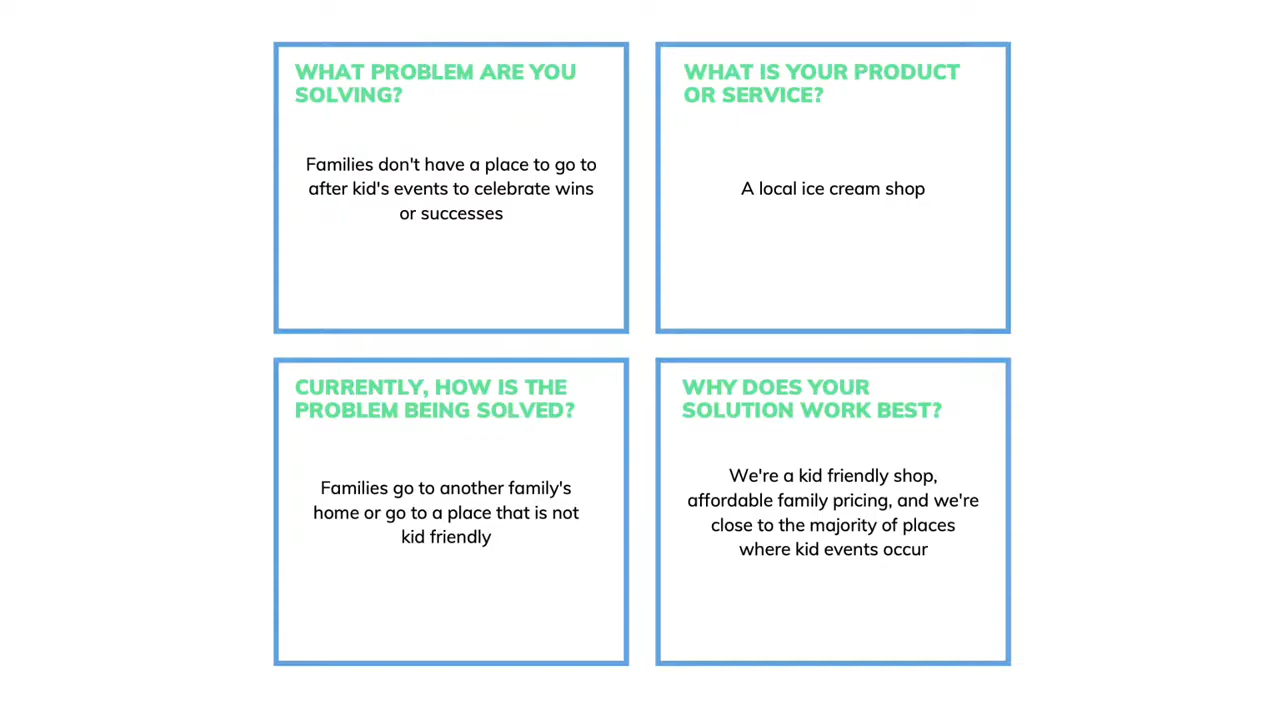 WHAT PROBLEM ARE YOU
SOLVING?
Families don't have a place to go to
after kid's events to celebrate wins
or successes
WHAT IS YOUR PRODUCT
OR SERVICE?
A local ice cream shop
CURRENTLY, HOW IS THE
PROBLEM BEING SOLVED?
Families go to another family's
home or go to a place that is not
kid friendly
WHY DOES YOUR
SOLUTION WORK BEST?
We're a kid friendly shop,
affordable family pricing, and we're
close to the majority of places
where kid events occur